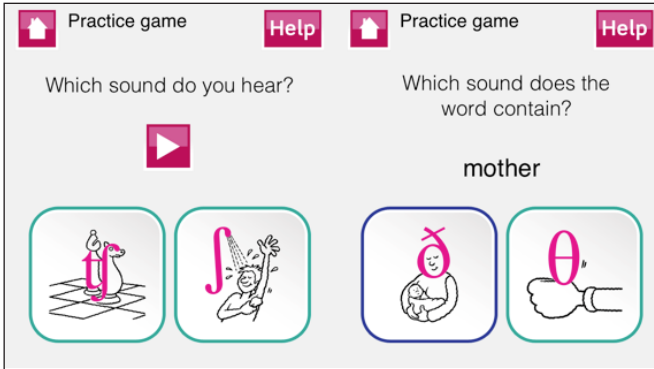 Practice game
Help
Which sound do you hear?
tʃ
ʃ
Practice game
Help
Which sound does the
word contain?
mother
ð
θ